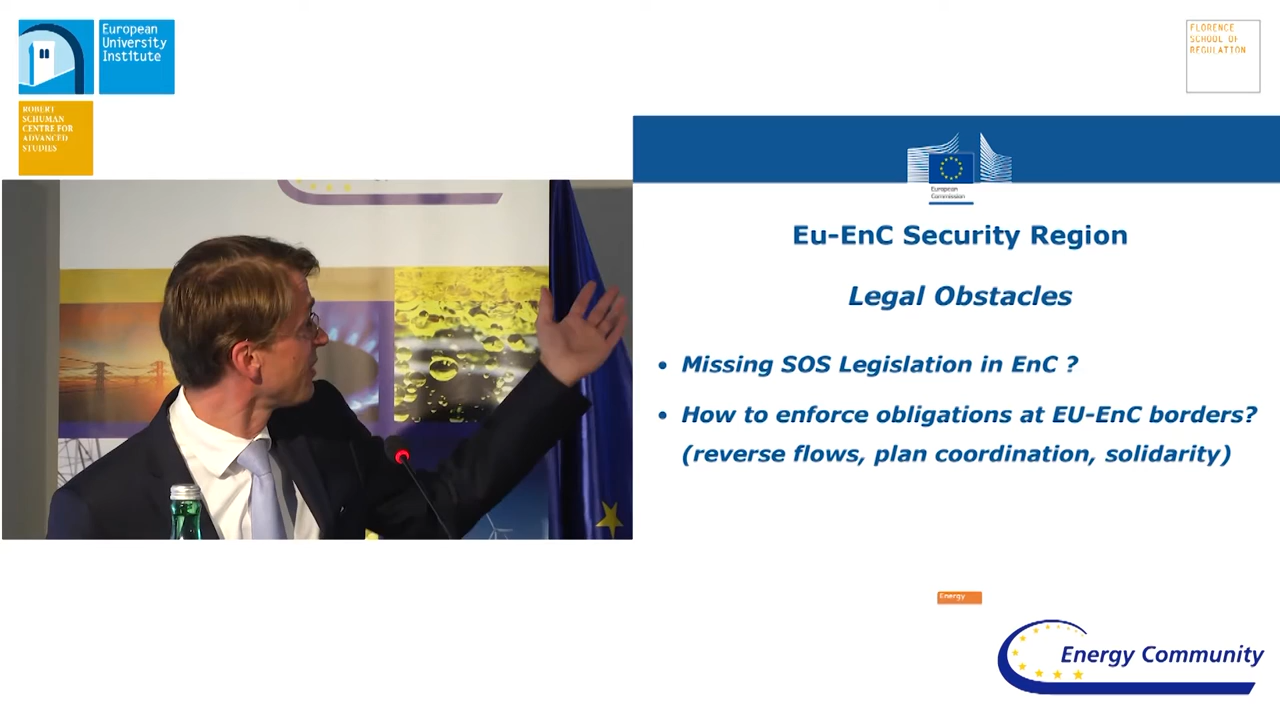 European
University
Institute
ROBERT
SCHUMAN
CENTRE FOR
ADVANCED
STUDIES
FLORENCE
SCHOOL OF
REGULATION
European
Commission
Eu-EnC Security Region
Legal Obstacles
• Missing SOS Legislation in EnC ?
• How to enforce obligations at EU-EnC borders?
(reverse flows, plan coordination, solidarity)
Energy
Energy Community